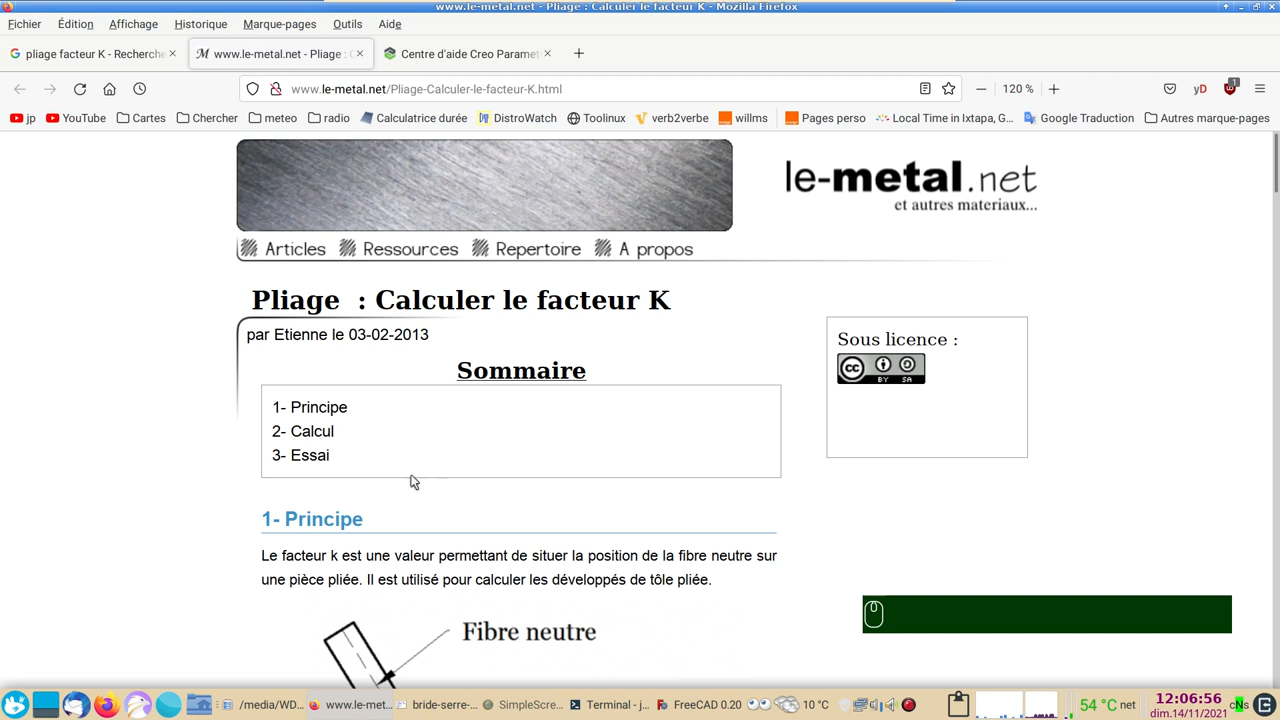 www.le-metal.net - Pliage : Calculer le facteur K - Mozilla Firefox
Fichier Édition Affichage Historique Marque-pages Outils Aide
pliage facteur K - Recherche
www.le-metal.net - Pliage :
Centre d'aide Creo Paramet
www.le-metal.net/Pliage-Calculer-le-facteur-K.html
120 %
yD
1
jp YouTube Cartes Chercher meteo radio Calculatrice durée DistroWatch Toolinux verb2verbe willms Pages perso Local Time in Ixtapa, G... Google Traduction Autres marque-pages
le-metal.net
et autres materiaux...
Articles Ressources Repertoire A propos
Pliage : Calculer le facteur K
par Etienne le 03-02-2013
Sous licence :
CC BY SA
Sommaire
1- Principe
2- Calcul
3- Essai
1- Principe
Le facteur k est une valeur permettant de situer la position de la fibre neutre sur
une pièce pliée. Il est utilisé pour calculer les développés de tôle pliée.
Fibre neutre
/media/WD... www.le-met... bride-serre-... SimpleScre... Terminal - j... FreeCAD 0.20 10 °C 54 °C net 12:06:56
dim.14/11/2021